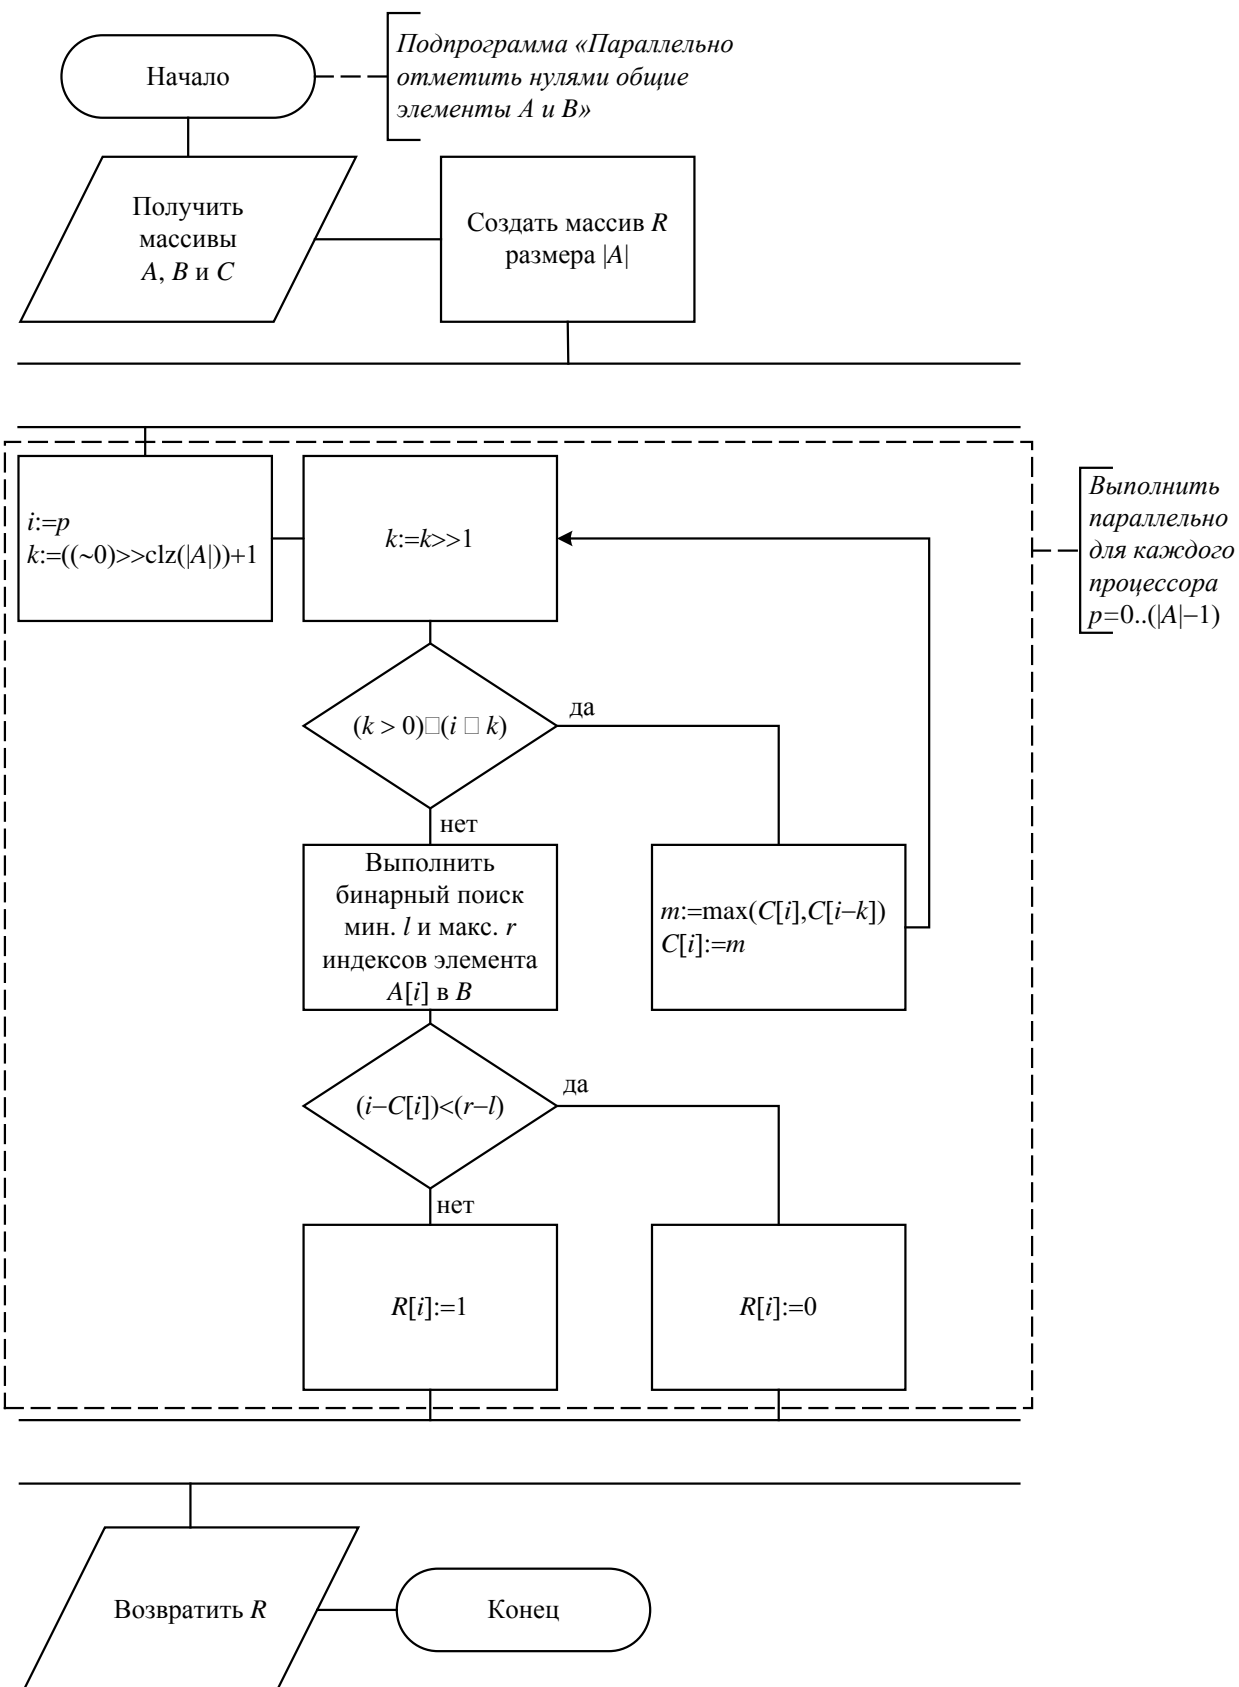 Начало
Подпрограмма «Параллельно
отметить нулями общие
элементы A и B»
Получить
массивы
A, B и C
Создать массив R
размера |A|
i:=p
k:=((~0)>>clz(|A|))+1
k:=k>>1
Выполнить
параллельно
для каждого
процессора
p=0..(|A|−1)
(k > 0)□(i □ k)
да
нет
Выполнить
бинарный поиск
мин. l и макс. r
индексов элемента
A[i] в B
m:=max(C[i],C[i−k])
C[i]:=m
(i−C[i])<(r−l)
да
нет
R[i]:=1
R[i]:=0
Возвратить R
Конец